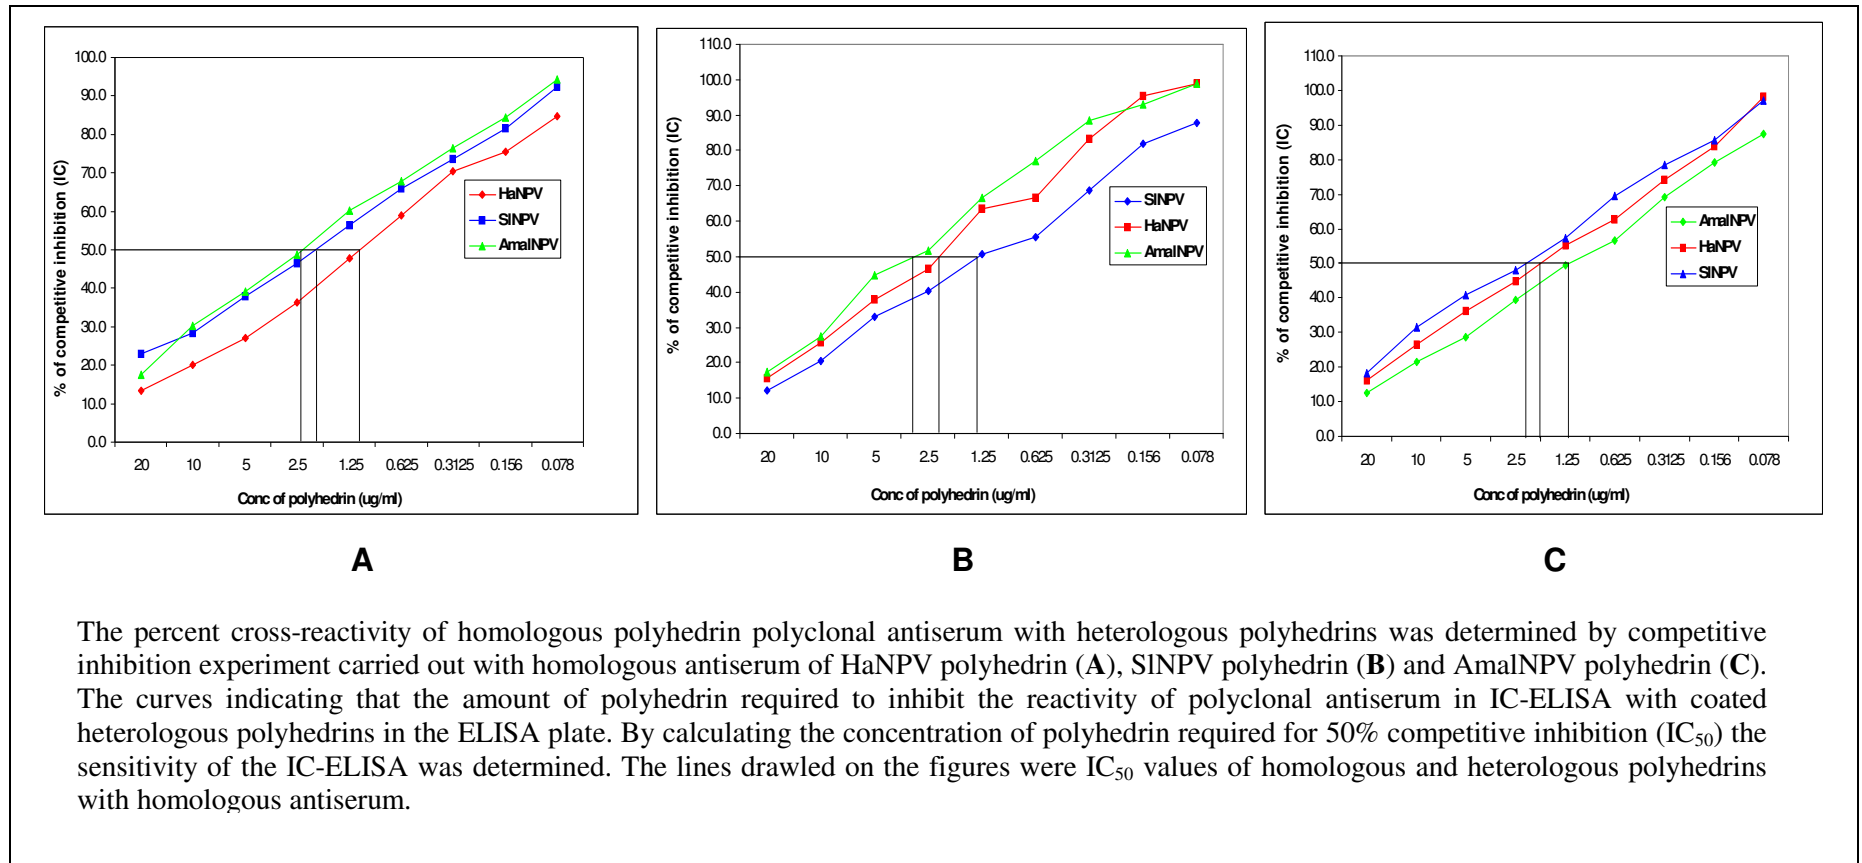 100.0
90.0
80.0
70.0
60.0
50.0
40.0
30.0
20.0
10.0
0.0
% of competitive inhibition (IC)
20 10 5 2.5 1.25 0.625 0.3125 0.156 0.078
Conc of polyhedrin (ug/ml)
HaNPV
SlNPV
AmalNPV
110.0
100.0
90.0
80.0
70.0
60.0
50.0
40.0
30.0
20.0
10.0
0.0
% of competitive inhibition (IC)
20 10 5 2.5 1.25 0.625 0.3125 0.156 0.078
Conc of polyhedrin (ug/ml)
SlNPV
HaNPV
AmalNPV
110.0
100.0
90.0
80.0
70.0
60.0
50.0
40.0
30.0
20.0
10.0
0.0
% of competitive inhibition (IC)
20 10 5 2.5 1.25 0.625 0.3125 0.156 0.078
Conc of polyhedrin (ug/ml)
AmalNPV
HaNPV
SlNPV
A B C
The percent cross-reactivity of homologous polyhedrin polyclonal antiserum with heterologous polyhedrins was determined by competitive
inhibition experiment carried out with homologous antiserum of HaNPV polyhedrin (A), SlNPV polyhedrin (B) and AmalNPV polyhedrin (C).
The curves indicating that the amount of polyhedrin required to inhibit the reactivity of polyclonal antiserum in IC-ELISA with coated
heterologous polyhedrins in the ELISA plate. By calculating the concentration of polyhedrin required for 50% competitive inhibition (IC50) the
sensitivity of the IC-ELISA was determined. The lines drawled on the figures were IC50 values of homologous and heterologous polyhedrins
with homologous antiserum.